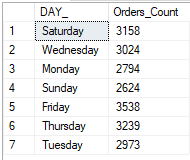 DAY_ Orders_Count
1 Saturday 3158
2 Wednesday 3024
3 Monday 2794
4 Sunday 2624
5 Friday 3538
6 Thursday 3239
7 Tuesday 2973